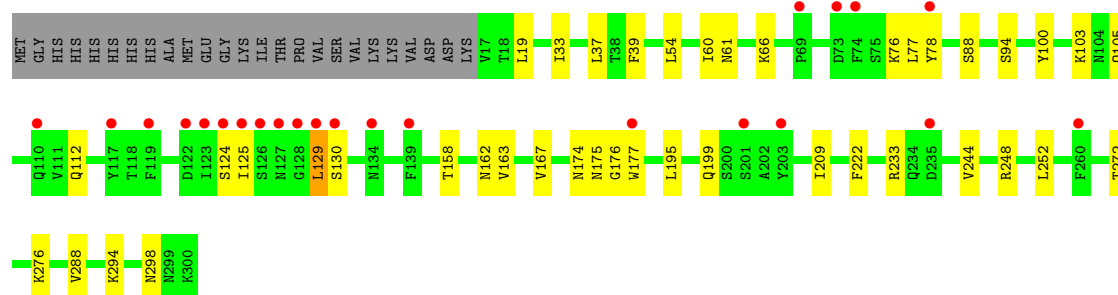 MET GLY HIS HIS HIS HIS HIS HIS ALA MET GLU GLY LYS ILE THR PRO VAL SER VAL LYS LYS VAL ASP ASP LYS V17 T18 L19 I33 L37 T38 F39 L54 I60 N61 K66 P69 D73 F74 S75 K76 L77 Y78 S88 S94 Y100 K103 N104
Q110 V111 Q112 Y117 T118 F119 D122 I123 S124 I125 S126 N127 G128 L129 S130 N134 F139 T158 N162 V163 V167 N174 N175 G176 W177 L195 Q199 S200 S201 A202 Y203 I209 F222 R233 Q234 D235 V244 R248 L252 F260
K276 V288 K294 N298 N299 K300